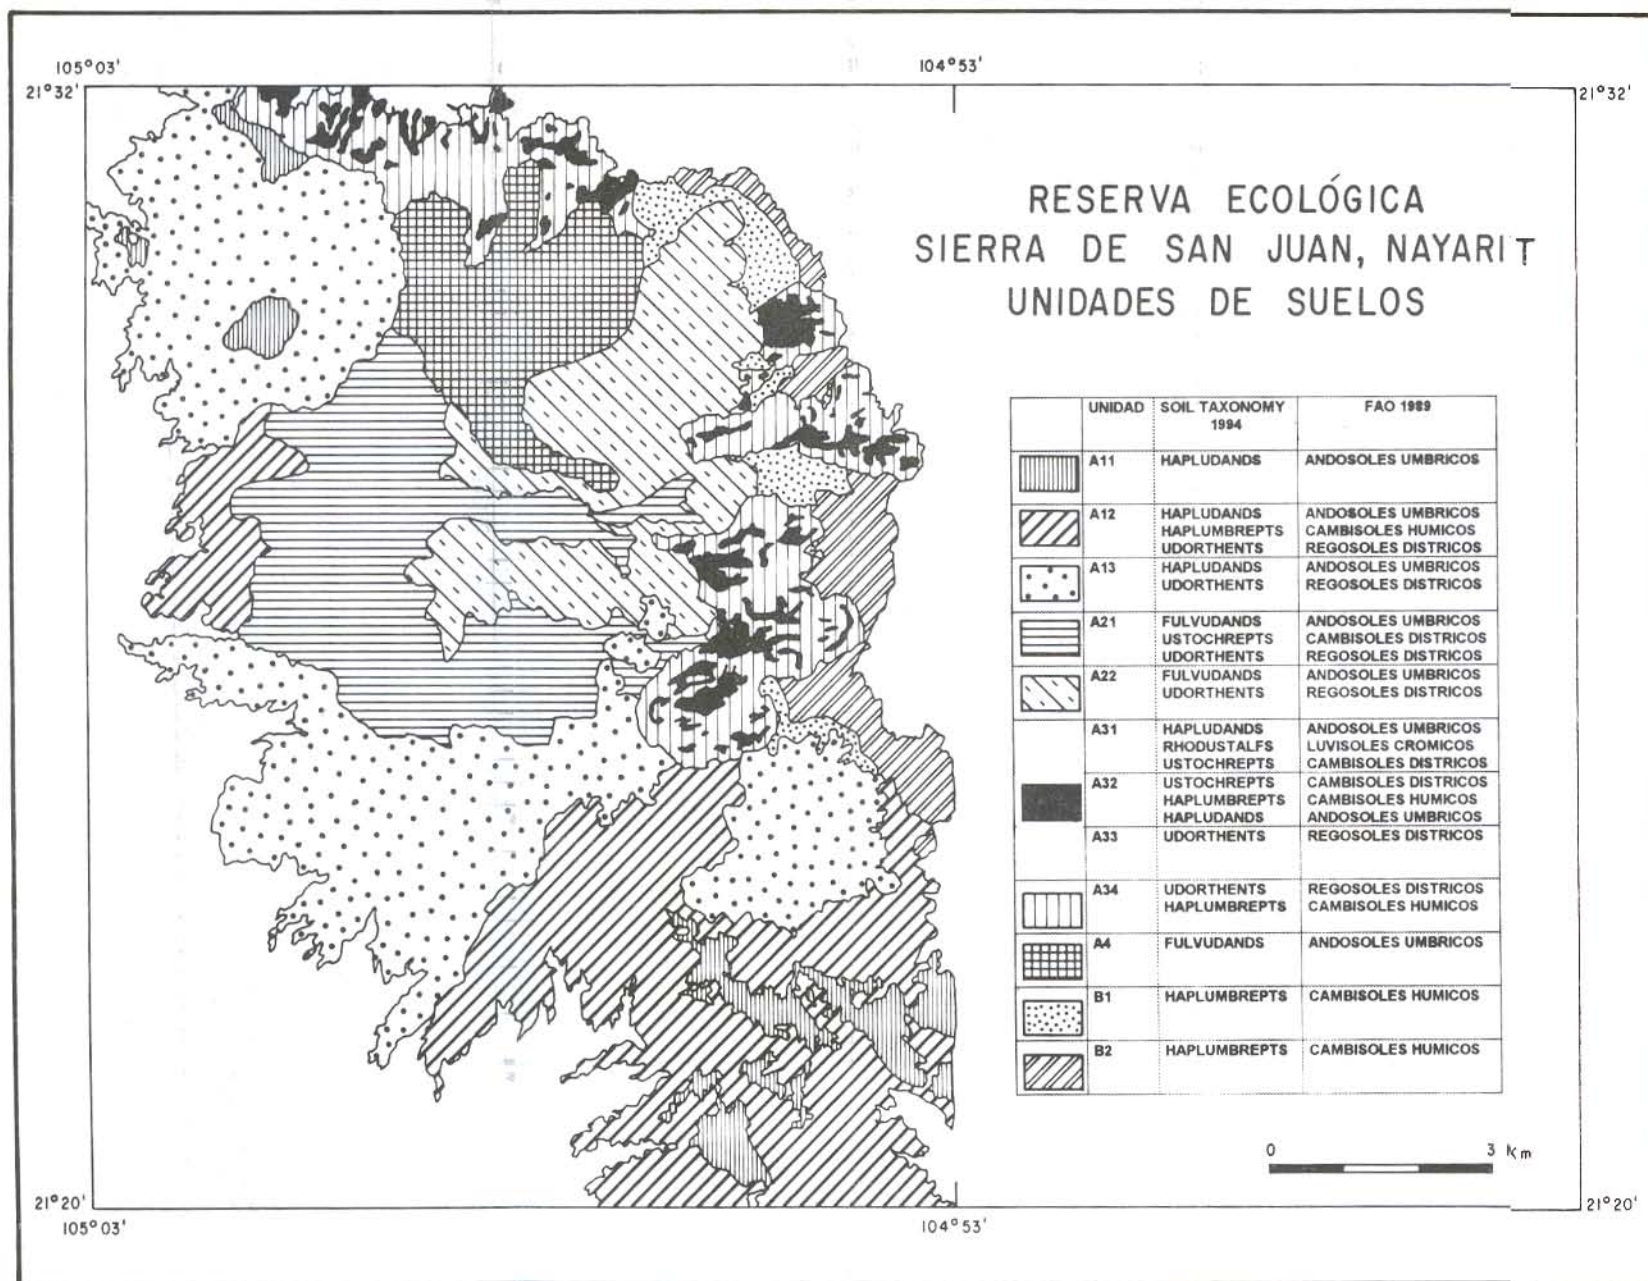 105°03'
104°53'
21°32'
21°32'
RESERVA ECOLÓGICA
SIERRA DE SAN JUAN, NAYARIT
UNIDADES DE SUELOS
UNIDAD SOIL TAXONOMY 1994 FAO 1989
A11 HAPLUDANDS ANDOSOLES UMBRICOS
A12 HAPLUDANDS ANDOSOLES UMBRICOS
HAPLUMBREPTS CAMBISOLES HUMICOS
UDORTHENTS REGOSOLES DISTRICOS
A13 HAPLUDANDS ANDOSOLES UMBRICOS
UDORTHENTS REGOSOLES DISTRICOS
A21 FULVUDANDS ANDOSOLES UMBRICOS
USTOCHREPTS CAMBISOLES DISTRICOS
UDORTHENTS REGOSOLES DISTRICOS
A22 FULVUDANDS ANDOSOLES UMBRICOS
UDORTHENTS REGOSOLES DISTRICOS
A31 HAPLUDANDS ANDOSOLES UMBRICOS
RHODUSTALFS LUVISOLES CROMICOS
USTOCHREPTS CAMBISOLES DISTRICOS
A32 USTOCHREPTS CAMBISOLES DISTRICOS
HAPLUMBREPTS CAMBISOLES HUMICOS
HAPLUDANDS ANDOSOLES UMBRICOS
A33 UDORTHENTS REGOSOLES DISTRICOS
A34 UDORTHENTS REGOSOLES DISTRICOS
HAPLUMBREPTS CAMBISOLES HUMICOS
A4 FULVUDANDS ANDOSOLES UMBRICOS
B1 HAPLUMBREPTS CAMBISOLES HUMICOS
B2 HAPLUMBREPTS CAMBISOLES HUMICOS
0 3 Km
21°20'
21°20'
105°03'
104°53'